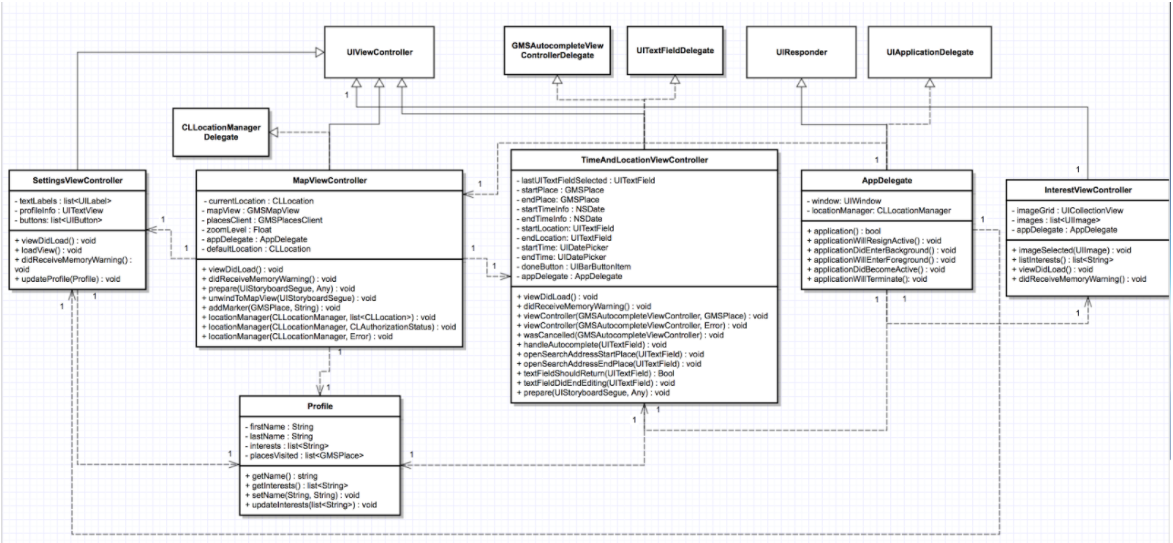 UIViewController
GMSAutocompleteView
ControllerDelegate
UITextFieldDelegate
UIResponder
UIApplicationDelegate
1
CLLocationManager
Delegate
SettingsViewController
- textLabels : list<UILabel>
- profileInfo : UITextView
- buttons: list<UIButton>
+ viewDidLoad() : void
+ loadView() : void
+ didReceiveMemoryWarning() :
void
+ updateProfile(Profile) : void
1
1
1
MapViewController
- currentLocation : CLLocation
- mapView : GMSMapView
- placesClient : GMSPlacesClient
- zoomLevel : Float
- appDelegate : AppDelegate
- defaultLocation : CLLocation
+ viewDidLoad() : void
+ didReceiveMemoryWarning() : void
+ prepare(UIStoryboardSegue, Any) : void
+ unwindToMapView(UIStoryboardSegue) : void
+ addMarker(GMSPlace, String) : void
+ locationManager(CLLocationManager, list<CLLocation>) : void
+ locationManager(CLLocationManager, CLAuthorizationStatus) : void
+ locationManager(CLLocationManager, Error) : void
1
1
1
1
1
TimeAndLocationViewController
- lastUITextFieldSelected : UITextField
- startPlace : GMSPlace
- endPlace : GMSPlace
- startTimeInfo : NSDate
- endTimeInfo : NSDate
- startLocation: UITextField
- endLocation: UITextField
- startTime : UIDatePicker
- endTime: UIDatePicker
- doneButton : UIBarButtonItem
- appDelegate : AppDelegate
+ viewDidLoad() : void
+ didReceiveMemoryWarning() : void
+ viewController(GMSAutocompleteViewController, GMSPlace) : void
+ viewController(GMSAutocompleteViewController, Error) : void
+ wasCancelled(GMSAutocompleteViewController) : void
+ handleAutocomplete(UITextField) : void
+ openSearchAddressStartPlace(UITextField) : void
+ openSearchAddressEndPlace(UITextField) : void
+ textFieldShouldReturn(UITextField) : Bool
+ textFieldDidEndEditing(UITextField) : void
+ prepare(UIStoryboardSegue, Any) : void
1
1
1
AppDelegate
- window: UIWindow
- locationManager: CLLocationManager
+ application() : bool
+ applicationWillResignActive() : void
+ applicationDidEnterBackground() : void
+ applicationWillEnterForeground() : void
+ applicationDidBecomeActive() : void
+ applicationWillTerminate(): void
1
1
1
1
1
InterestViewController
- imageGrid : UICollectionView
- images : list<UIImage>
- appDelegate : AppDelegate
+ imageSelected(UIImage) : void
+ listInterests() : list<String>
+ viewDidLoad() : void
+ didReceiveMemoryWarning() : void
1
1
Profile
- firstName : String
- lastName : String
- interests : list<String>
- placesVisited : list<GMSPlace>
+ getName() : string
+ getInterests() : list<String>
+ setName(String, String) : void
+ updateInterests(list<String>) : void
1
1